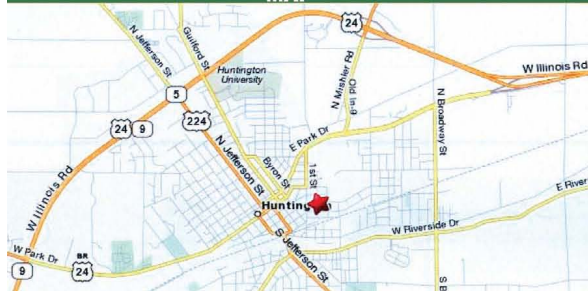 24
N Jefferson St
Guilford St
Huntington
University
W Illinois Rd
N Mishler Rd
Old In-9
5
24
9
224
N Jefferson St
Byron St
E Park Dr
1st St
N Broadway St
W Illinois Rd
Huntin
E River
W Riverside Dr
S Jefferson St
W Park Dr
BR
24
9
S B